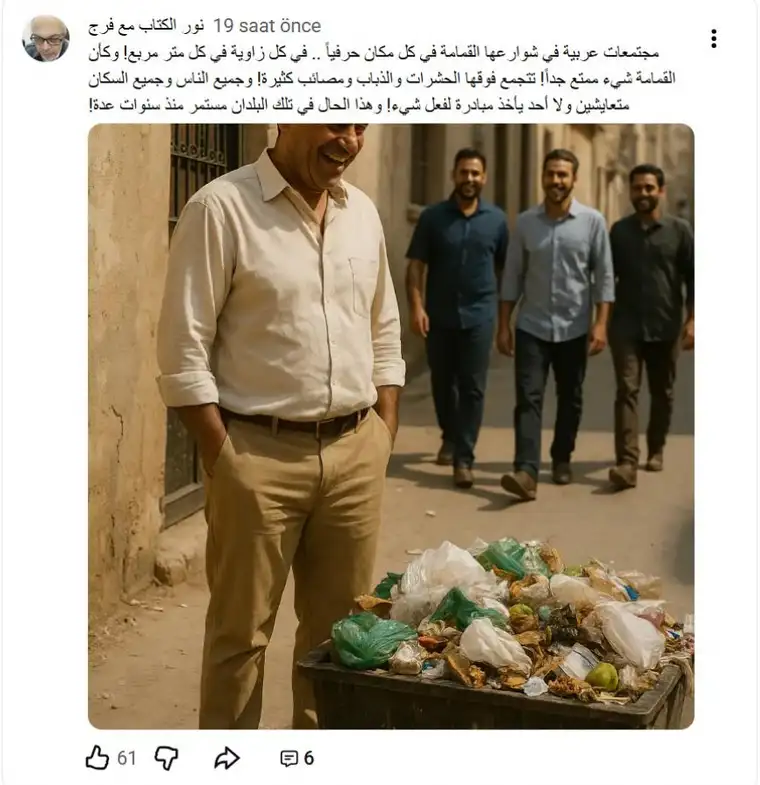 نور الكتاب مع فرج 19 saat önce
مجتمعات عربية في شوارعها القمامة في كل مكان حرفياً .. في كل زاوية في كل متر مربع! وكأن
القمامة شيء ممتع جداً! تتجمع فوقها الحشرات والذباب ومصائب كثيرة! وجميع الناس وجميع السكان
متعايشين ولا أحد يأخذ مبادرة لفعل شيء! وهذا الحال في تلك البلدان مستمر منذ سنوات عدة!
61
6